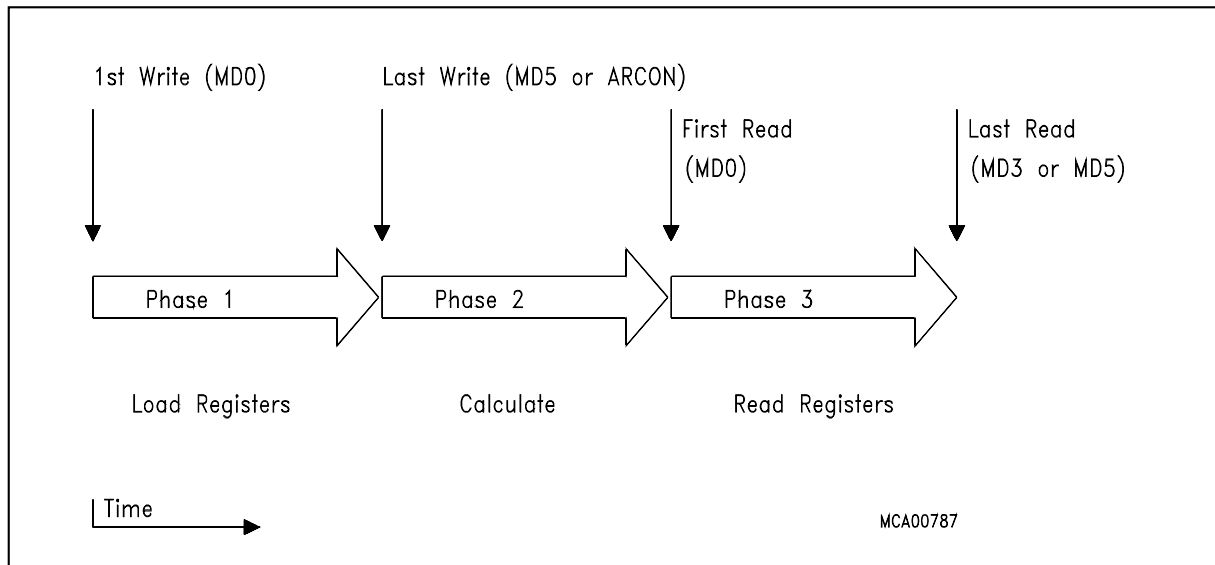 1st Write (MD0)
Last Write (MD5 or ARCON)
First Read
(MD0)
Last Read
(MD3 or MD5)
Phase 1
Phase 2
Phase 3
Load Registers
Calculate
Read Registers
Time
MCA00787